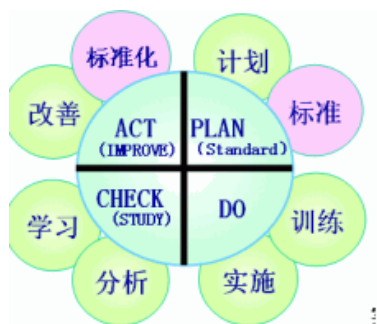 标准化
计划
改善
标准
ACT
(IMPROVE)
PLAN
(Standard)
CHECK
(STUDY)
DO
学习
训练
分析
实施